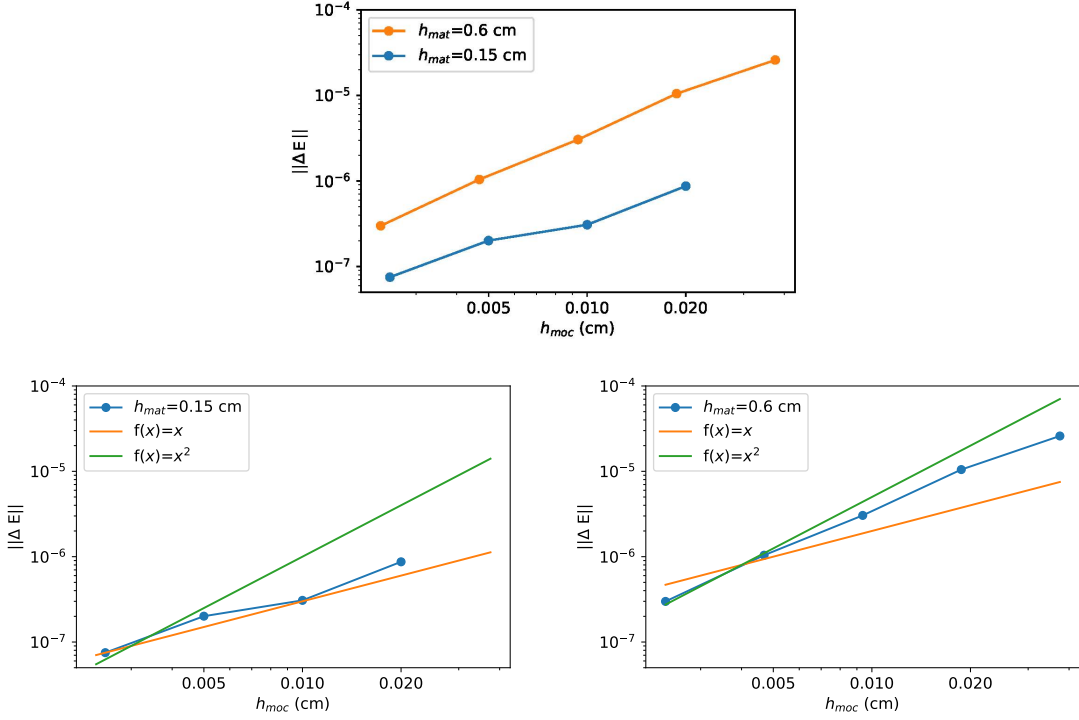 10⁻⁴
h_mat=0.6 cm
h_mat=0.15 cm
10⁻⁵
||Δ E||
10⁻⁶
10⁻⁷
0.005 0.010 0.020
h_moc (cm)
10⁻⁴
h_mat=0.15 cm
f(x)=x
f(x)=x²
10⁻⁵
||Δ E||
10⁻⁶
10⁻⁷
0.005 0.010 0.020
h_moc (cm)
10⁻⁴
h_mat=0.6 cm
f(x)=x
f(x)=x²
10⁻⁵
||Δ E||
10⁻⁶
10⁻⁷
0.005 0.010 0.020
h_moc (cm)